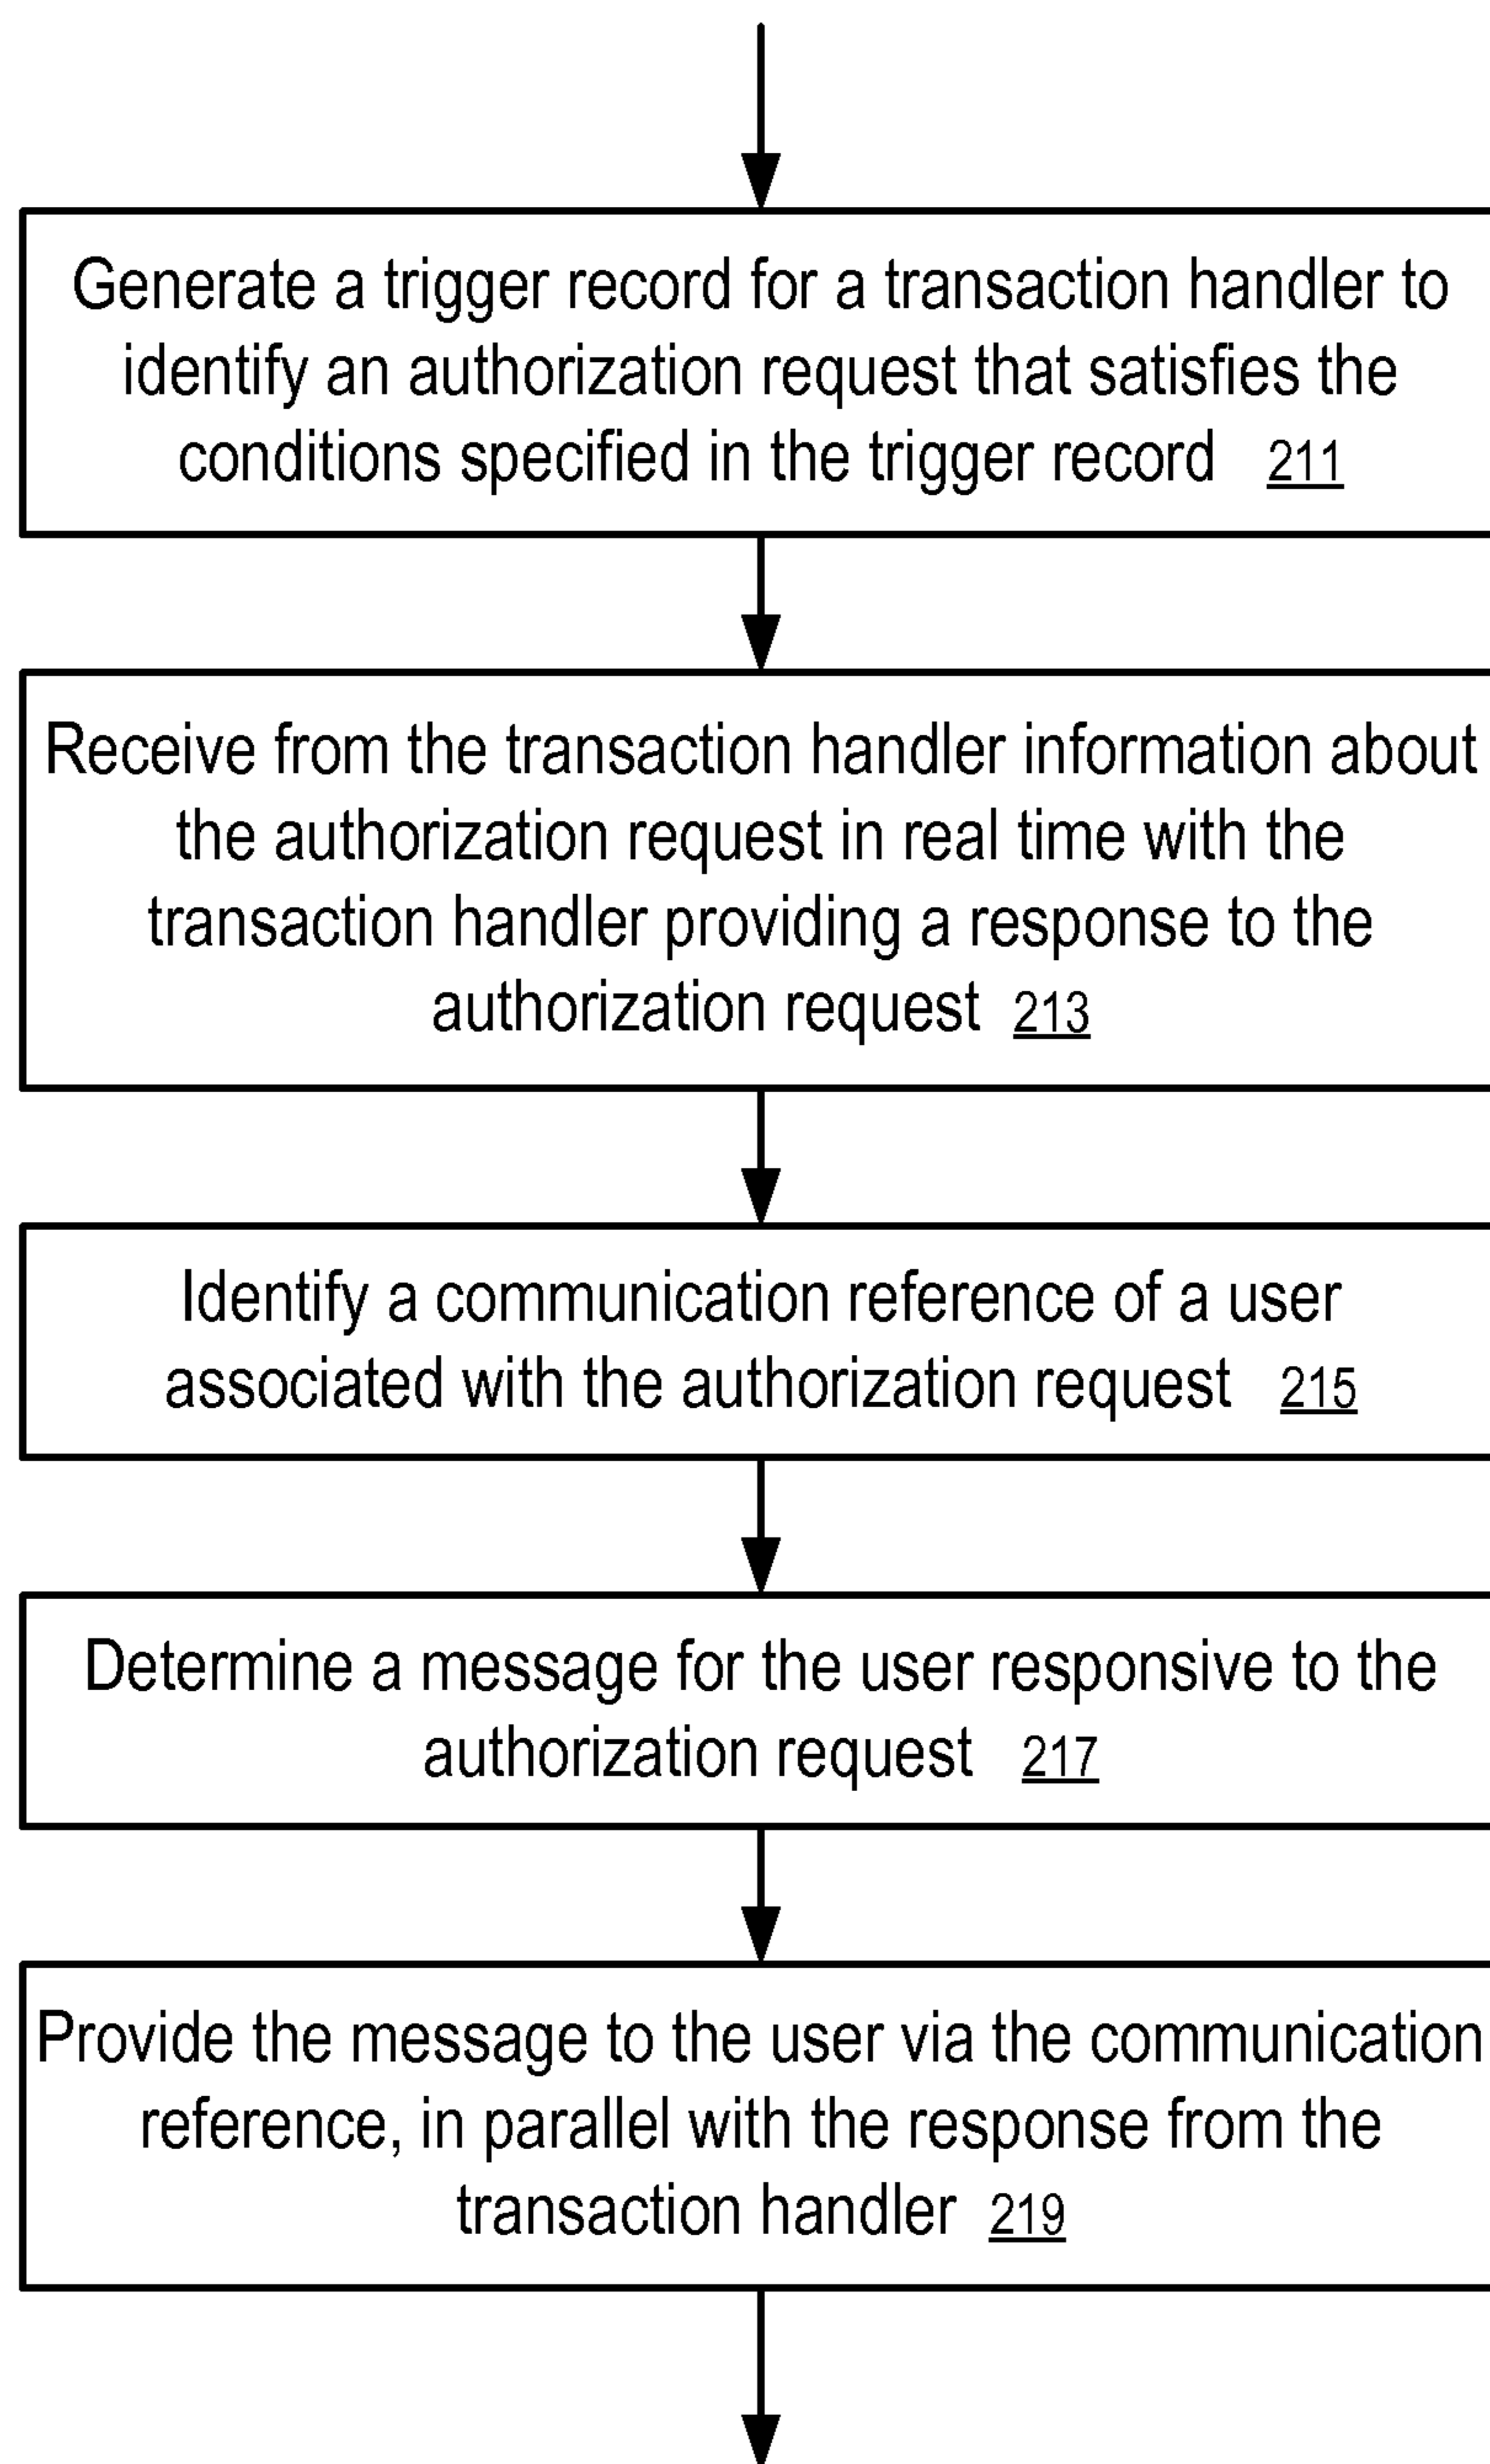 Generate a trigger record for a transaction handler to
identify an authorization request that satisfies the
conditions specified in the trigger record 211
Receive from the transaction handler information about
the authorization request in real time with the
transaction handler providing a response to the
authorization request 213
Identify a communication reference of a user
associated with the authorization request 215
Determine a message for the user responsive to the
authorization request 217
Provide the message to the user via the communication
reference, in parallel with the response from the
transaction handler 219